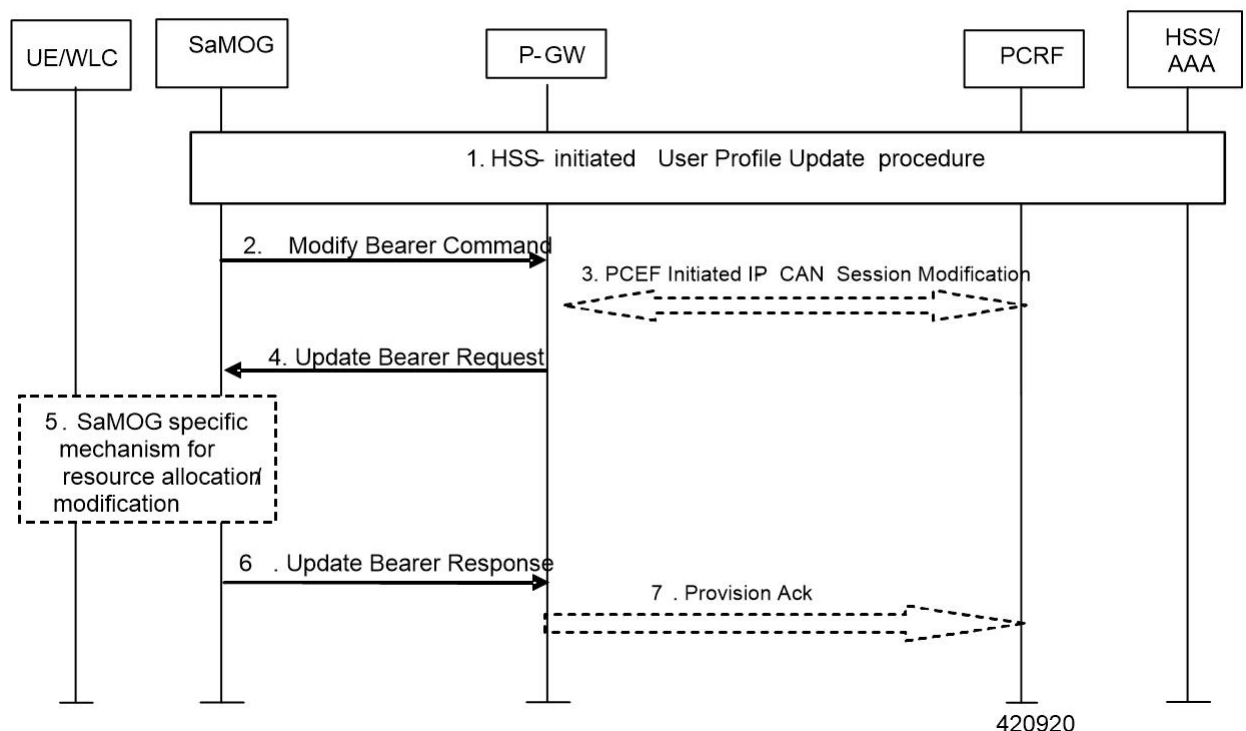 UE/WLC
SaMOG
P-GW
PCRF
HSS/
AAA
1. HSS- initiated User Profile Update procedure
2. Modify Bearer Command
3. PCEF Initiated IP CAN Session Modification
4. Update Bearer Request
5. SaMOG specific
mechanism for
resource allocation/
modification
6 . Update Bearer Response
7 . Provision Ack
420920